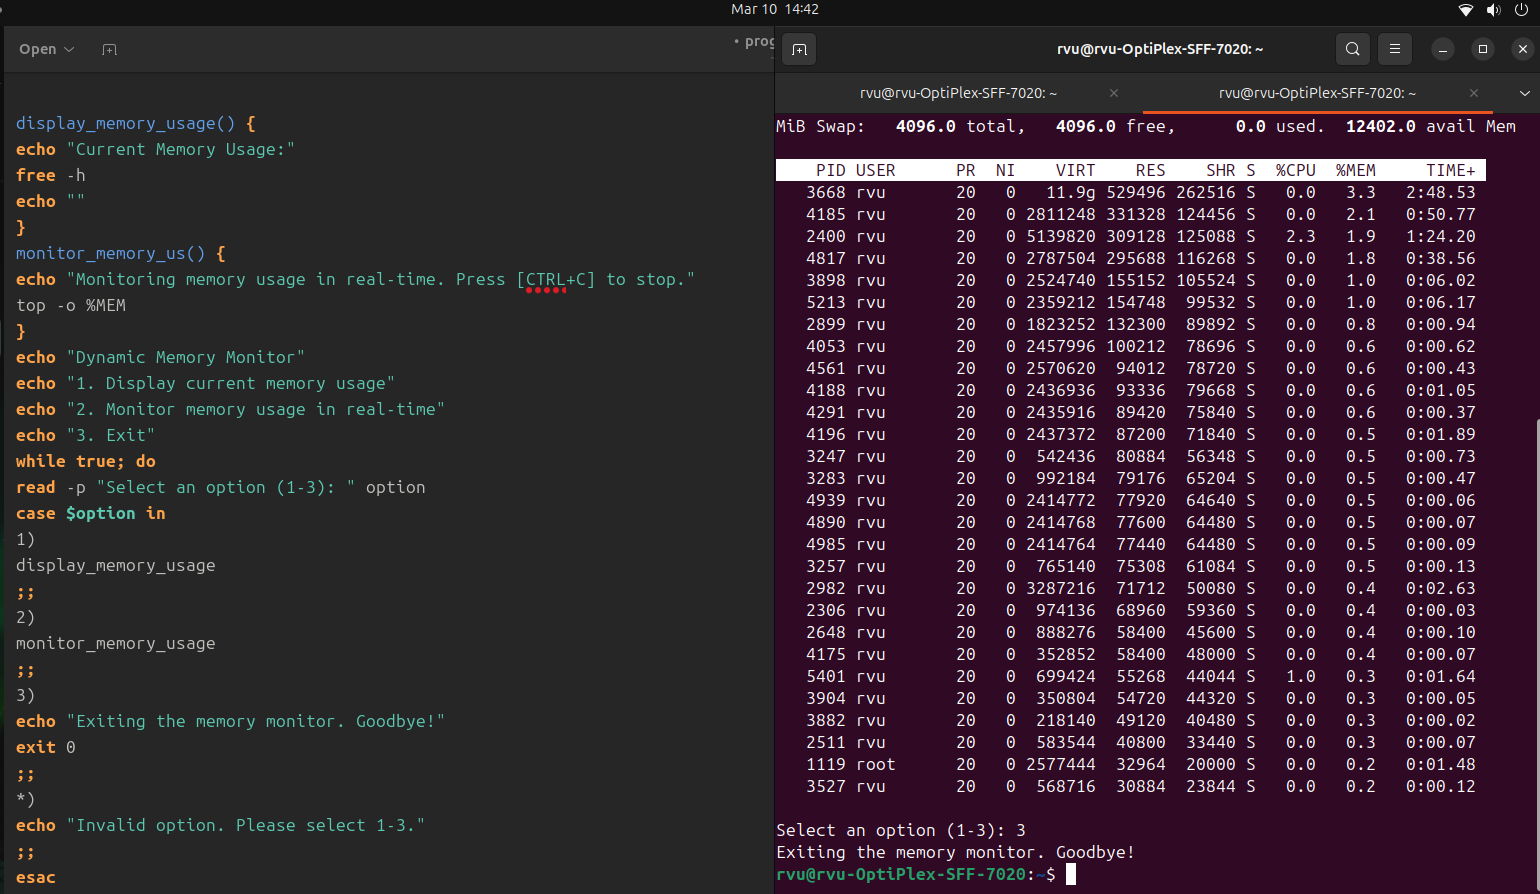 Mar 10 14:42
Open
• prog
display_memory_usage() {
echo "Current Memory Usage:"
free -h
echo ""
}
monitor_memory_us() {
echo "Monitoring memory usage in real-time. Press [CTRL+C] to stop."
top -o %MEM
}
echo "Dynamic Memory Monitor"
echo "1. Display current memory usage"
echo "2. Monitor memory usage in real-time"
echo "3. Exit"
while true; do
read -p "Select an option (1-3): " option
case $option in
1)
display_memory_usage
;;
2)
monitor_memory_usage
;;
3)
echo "Exiting the memory monitor. Goodbye!"
exit 0
;;
*)
echo "Invalid option. Please select 1-3."
;;
esac
rvu@rvu-OptiPlex-SFF-7020: ~
rvu@rvu-OptiPlex-SFF-7020: ~ × rvu@rvu-OptiPlex-SFF-7020: ~ ×
MiB Swap: 4096.0 total, 4096.0 free, 0.0 used. 12402.0 avail Mem
PID USER PR NI VIRT RES SHR S %CPU %MEM TIME+
3668 rvu 20 0 11.9g 529496 262516 S 0.0 3.3 2:48.53
4185 rvu 20 0 2811248 331328 124456 S 0.0 2.1 0:50.77
2400 rvu 20 0 5139820 309128 125088 S 2.3 1.9 1:24.20
4817 rvu 20 0 2787504 295688 116268 S 0.0 1.8 0:38.56
3898 rvu 20 0 2524740 155152 105524 S 0.0 1.0 0:06.02
5213 rvu 20 0 2359212 154748 99532 S 0.0 1.0 0:06.17
2899 rvu 20 0 1823252 132300 89892 S 0.0 0.8 0:00.94
4053 rvu 20 0 2457996 100212 78696 S 0.0 0.6 0:00.62
4561 rvu 20 0 2570620 94012 78720 S 0.0 0.6 0:00.43
4188 rvu 20 0 2436936 93336 79668 S 0.0 0.6 0:01.05
4291 rvu 20 0 2435916 89420 75840 S 0.0 0.6 0:00.37
4196 rvu 20 0 2437372 87200 71840 S 0.0 0.5 0:01.89
3247 rvu 20 0 542436 80884 56348 S 0.0 0.5 0:00.73
3283 rvu 20 0 992184 79176 65204 S 0.0 0.5 0:00.47
4939 rvu 20 0 2414772 77920 64640 S 0.0 0.5 0:00.06
4890 rvu 20 0 2414768 77600 64480 S 0.0 0.5 0:00.07
4985 rvu 20 0 2414764 77440 64480 S 0.0 0.5 0:00.09
3257 rvu 20 0 765140 75308 61084 S 0.0 0.5 0:00.13
2982 rvu 20 0 3287216 71712 50080 S 0.0 0.4 0:02.63
2306 rvu 20 0 974136 68960 59360 S 0.0 0.4 0:00.03
2648 rvu 20 0 888276 58400 45600 S 0.0 0.4 0:00.10
4175 rvu 20 0 352852 58400 48000 S 0.0 0.4 0:00.07
5401 rvu 20 0 699424 55268 44044 S 1.0 0.3 0:01.64
3904 rvu 20 0 350804 54720 44320 S 0.0 0.3 0:00.05
3882 rvu 20 0 218140 49120 40480 S 0.0 0.3 0:00.02
2511 rvu 20 0 583544 40800 33440 S 0.0 0.3 0:00.07
1119 root 20 0 2577444 32964 20000 S 0.0 0.2 0:01.48
3527 rvu 20 0 568716 30884 23844 S 0.0 0.2 0:00.12
Select an option (1-3): 3
Exiting the memory monitor. Goodbye!
rvu@rvu-OptiPlex-SFF-7020:~$